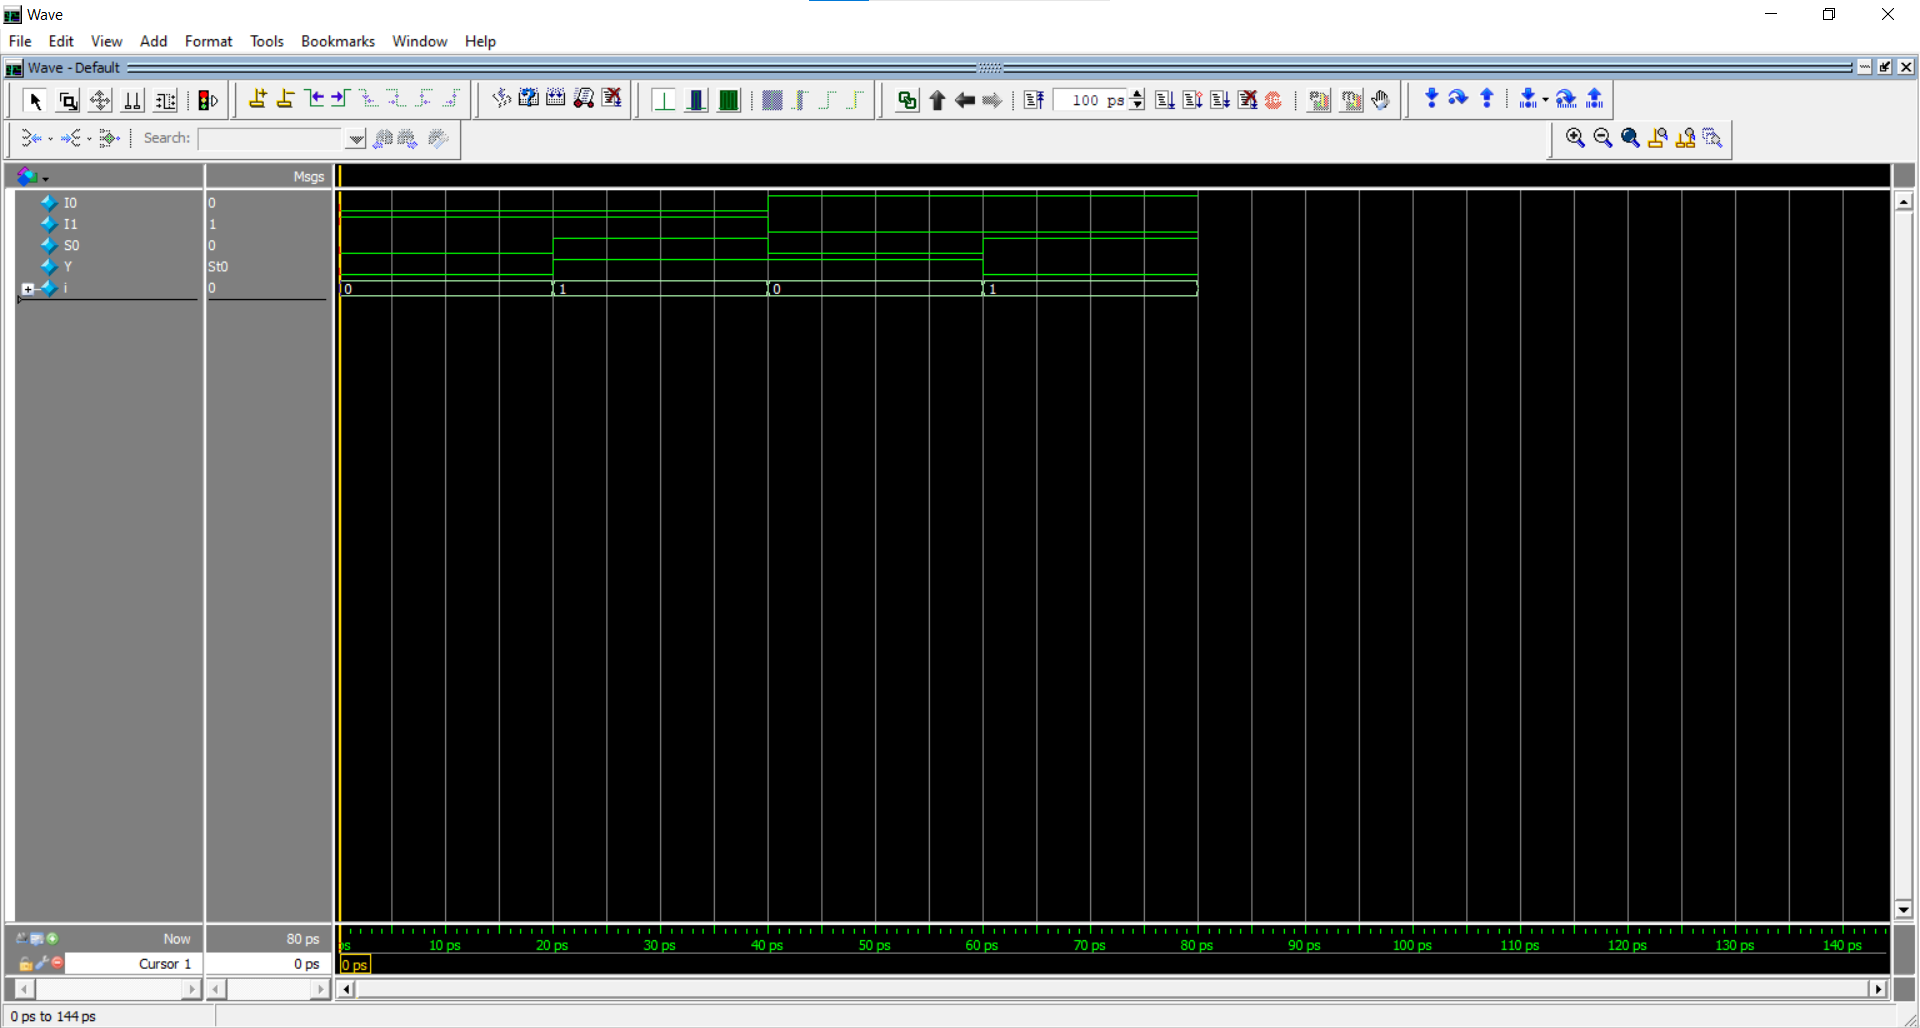 Wave
File Edit View Add Format Tools Bookmarks Window Help
Wave - Default
100 ps
Search:
Msgs
I0 0
I1 1
S0 0
Y St0
i 0 0 1 0 1
Now 80 ps ps 10 ps 20 ps 30 ps 40 ps 50 ps 60 ps 70 ps 80 ps 90 ps 100 ps 110 ps 120 ps 130 ps 140 ps
Cursor 1 0 ps 0 ps
0 ps to 144 ps